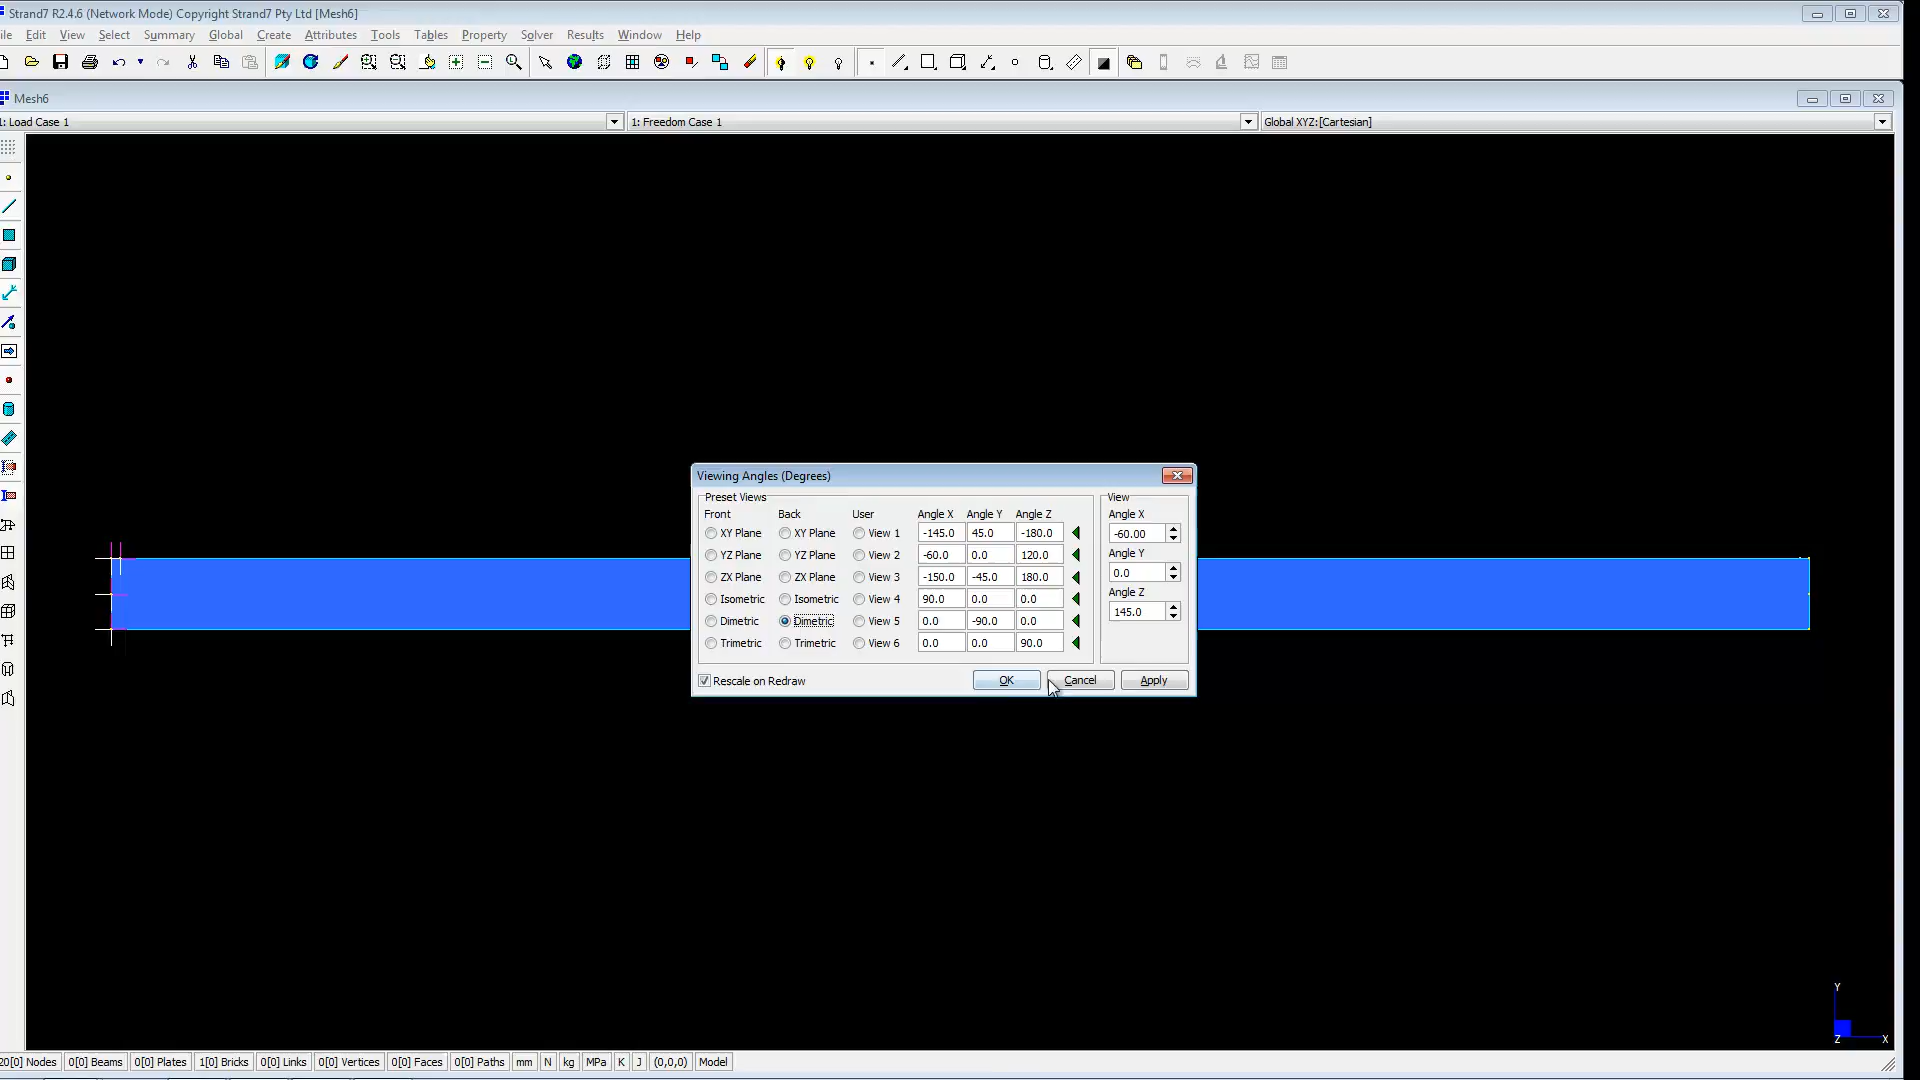 Strand7 R2.4.6 (Network Mode) Copyright Strand7 Pty Ltd [Mesh6]
ile Edit View Select Summary Global Create Attributes Tools Tables Property Solver Results Window Help
Mesh6
1: Load Case 1 1: Freedom Case 1 Global XYZ:[Cartesian]
Viewing Angles (Degrees)
Preset Views View
Front Back User Angle X Angle Y Angle Z Angle X
XY Plane XY Plane View 1 -145.0 45.0 -180.0 -60.00
YZ Plane YZ Plane View 2 -60.0 0.0 120.0 Angle Y
ZX Plane ZX Plane View 3 -150.0 -45.0 180.0 0.0
Isometric Isometric View 4 90.0 0.0 0.0 Angle Z
Dimetric Dimetric View 5 0.0 -90.0 0.0 145.0
Trimetric Trimetric View 6 0.0 0.0 90.0
Rescale on Redraw OK Cancel Apply
Y
Z X
20[0] Nodes 0[0] Beams 0[0] Plates 1[0] Bricks 0[0] Links 0[0] Vertices 0[0] Faces 0[0] Paths mm N kg MPa K J (0,0,0) Model